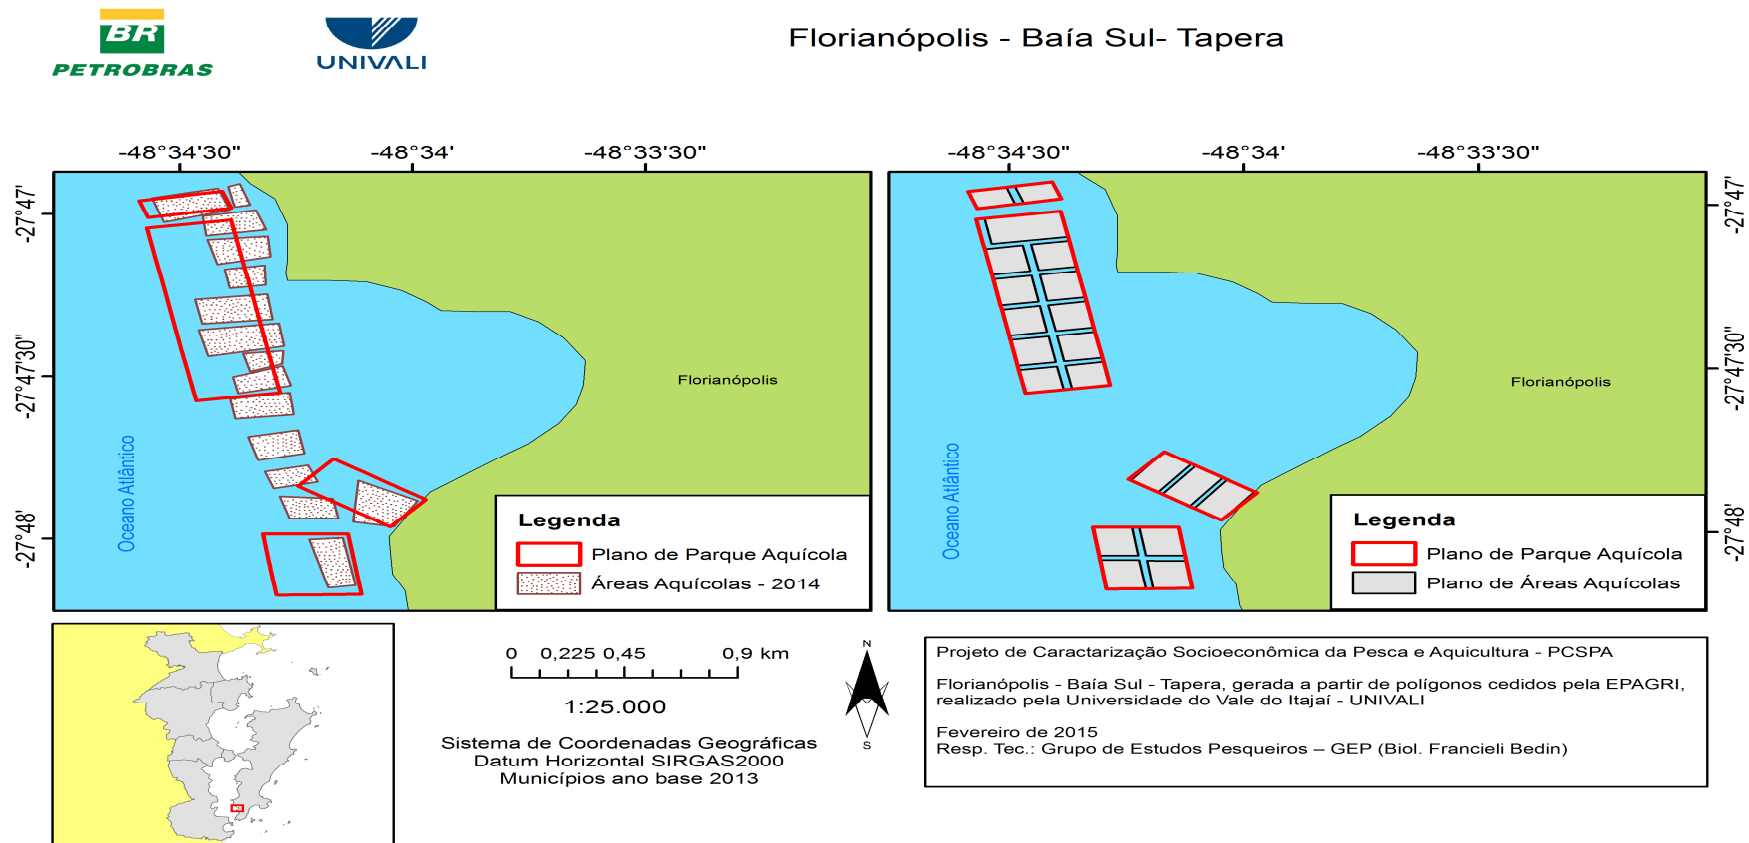 BR
PETROBRAS
UNIVALI
Florianópolis - Baía Sul- Tapera
-48°34'30"
-48°34'
-48°33'30"
-27°47'
-27°47'30"
-27°48'
Oceano Atlântico
Florianópolis
Legenda
Plano de Parque Aquícola
Áreas Aquícolas - 2014
-48°34'30"
-48°34'
-48°33'30"
-27°47'
-27°47'30"
-27°48'
Oceano Atlântico
Florianópolis
Legenda
Plano de Parque Aquícola
Plano de Áreas Aquícolas
0 0,225 0,45 0,9 km
1:25.000
Sistema de Coordenadas Geográficas
Datum Horizontal SIRGAS2000
Municípios ano base 2013
N
S
Projeto de Caractarização Socioeconômica da Pesca e Aquicultura - PCSPA
Florianópolis - Baía Sul - Tapera, gerada a partir de polígonos cedidos pela EPAGRI,
realizado pela Universidade do Vale do Itajaí - UNIVALI
Fevereiro de 2015
Resp. Tec.: Grupo de Estudos Pesqueiros – GEP (Biol. Francieli Bedin)